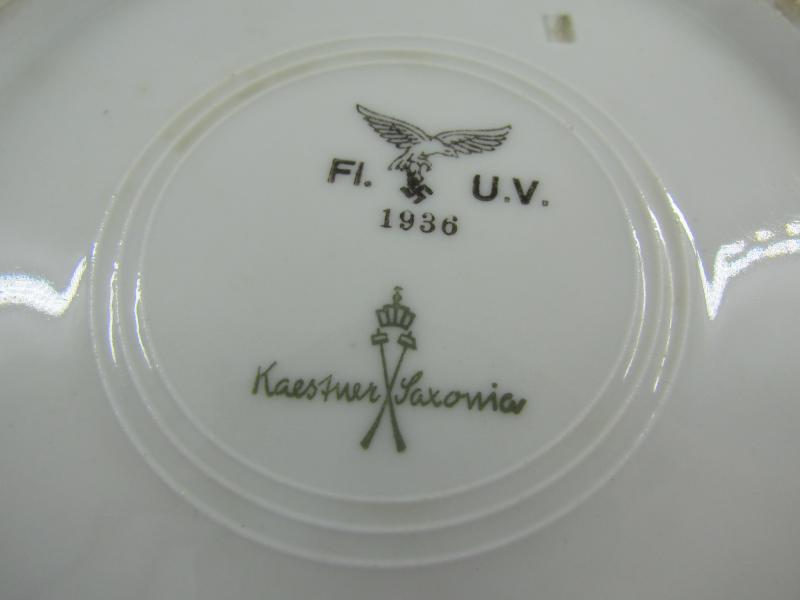 Fl. U.V.
1936
Kaestner Saxonia